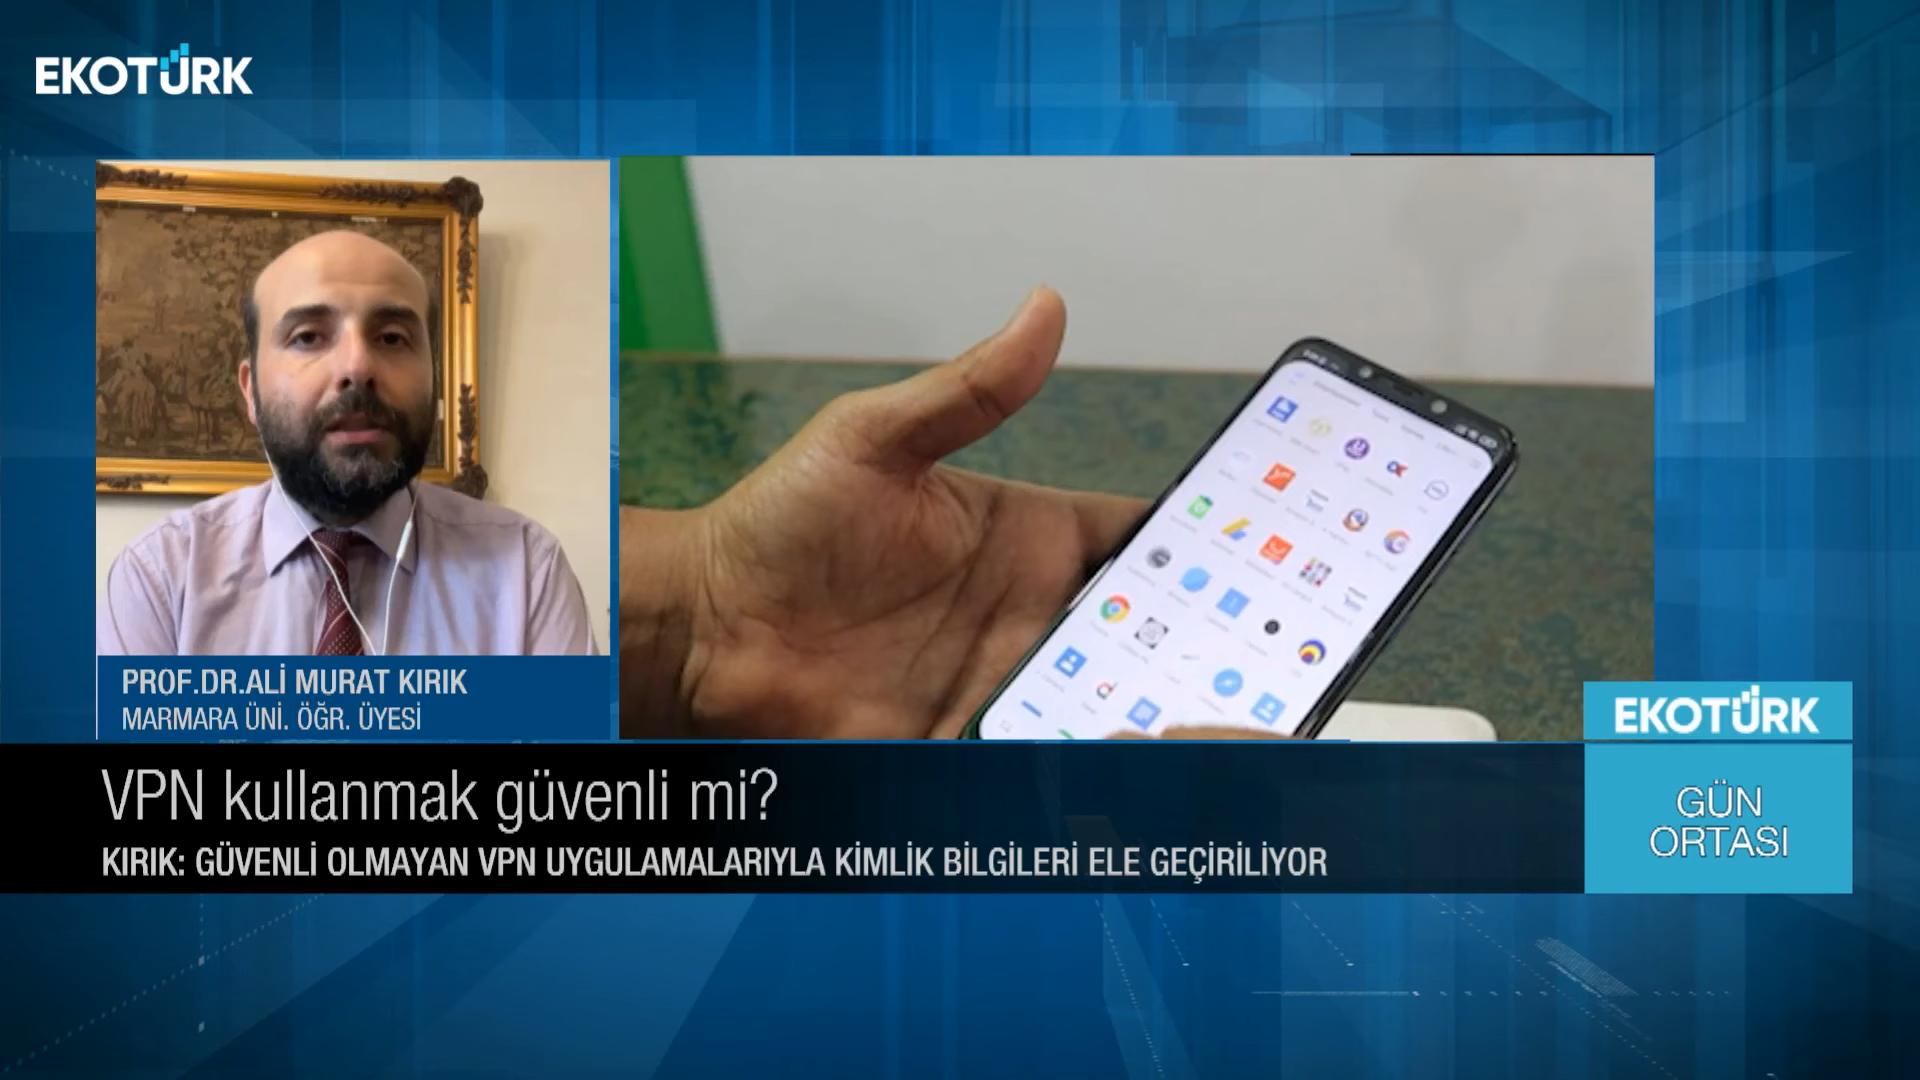 EKOTÜRK
PROF.DR.ALİ MURAT KIRIK
MARMARA ÜNİ. ÖĞR. ÜYESİ
EKOTÜRK
VPN kullanmak güvenli mi?
KIRIK: GÜVENLİ OLMAYAN VPN UYGULAMALARIYLA KİMLİK BİLGİLERİ ELE GEÇİRİLİYOR
GÜN
ORTASI